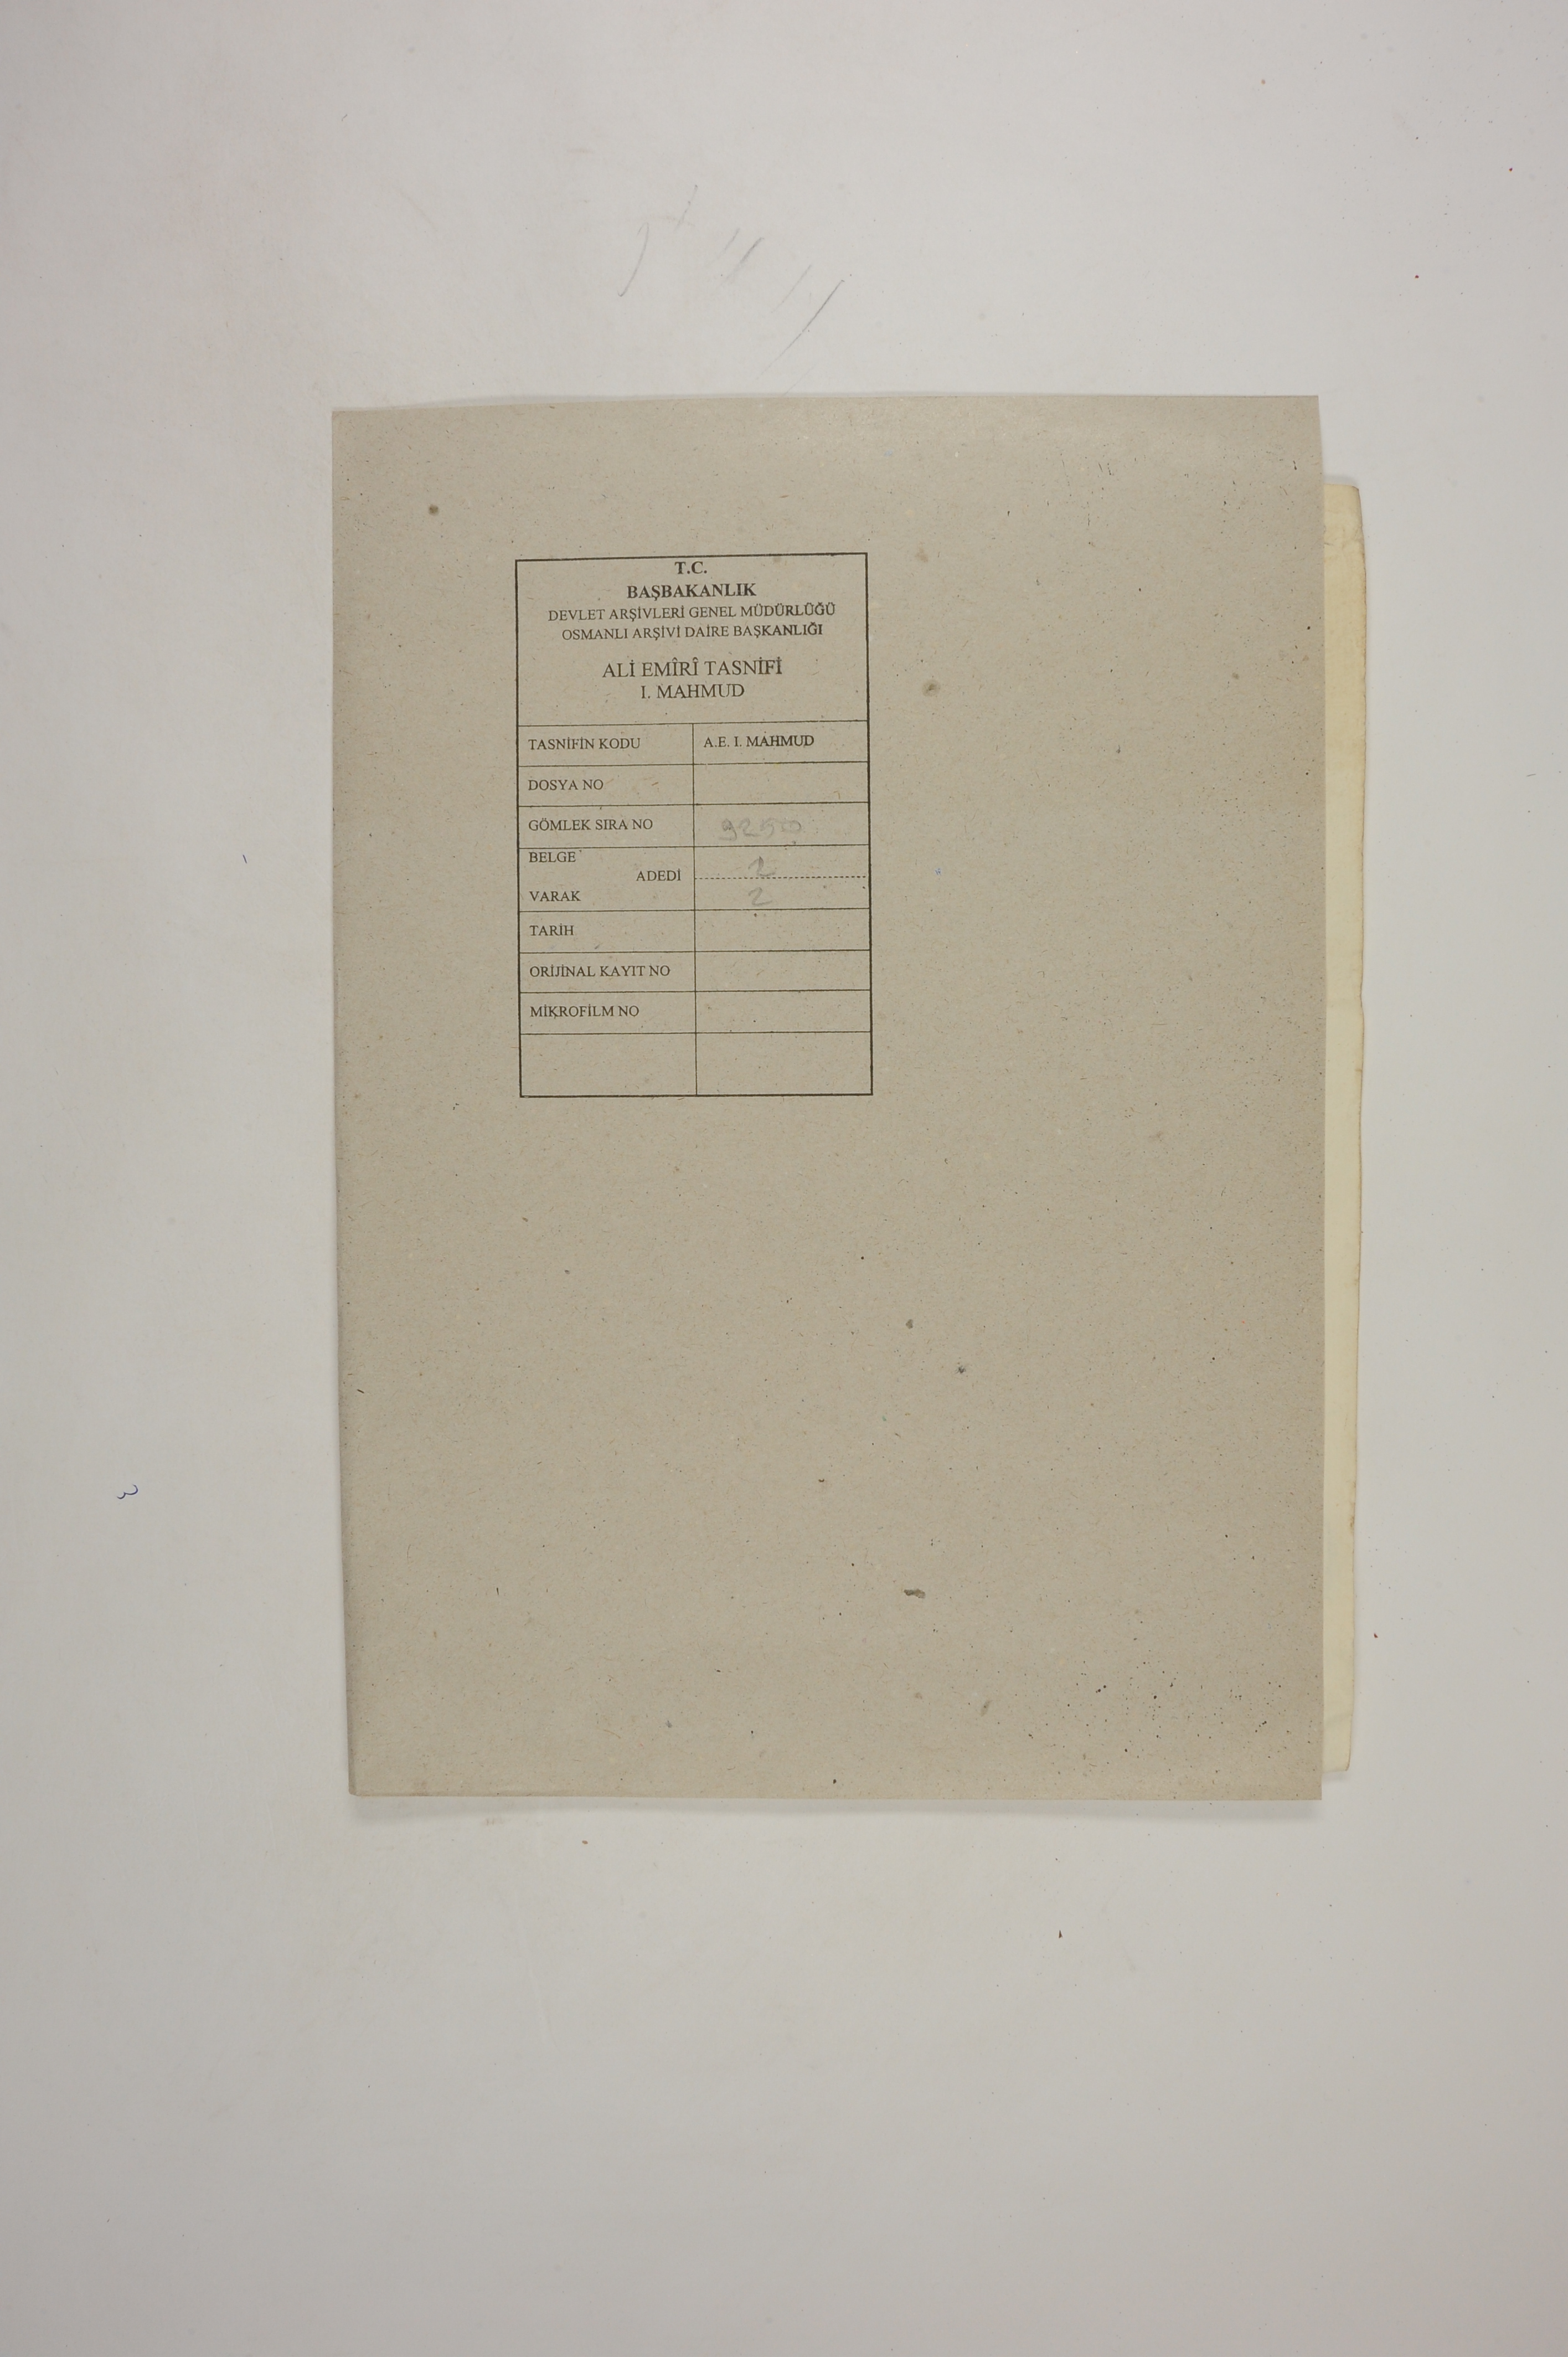 T.C.
BAŞBAKANLIK
DEVLET ARŞİVLERİ GENEL MÜDÜRLÜĞÜ
OSMANLI ARŞİVİ DAİRE BAŞKANLIĞI
ALİ EMÎRÎ TASNİFİ
I. MAHMUD
TASNİFİN KODU A.E. I. MAHMUD
DOSYA NO
GÖMLEK SIRA NO 9250
BELGE
ADEDİ 2
VARAK 2
TARİH
ORİJİNAL KAYIT NO
MİKROFİLM NO